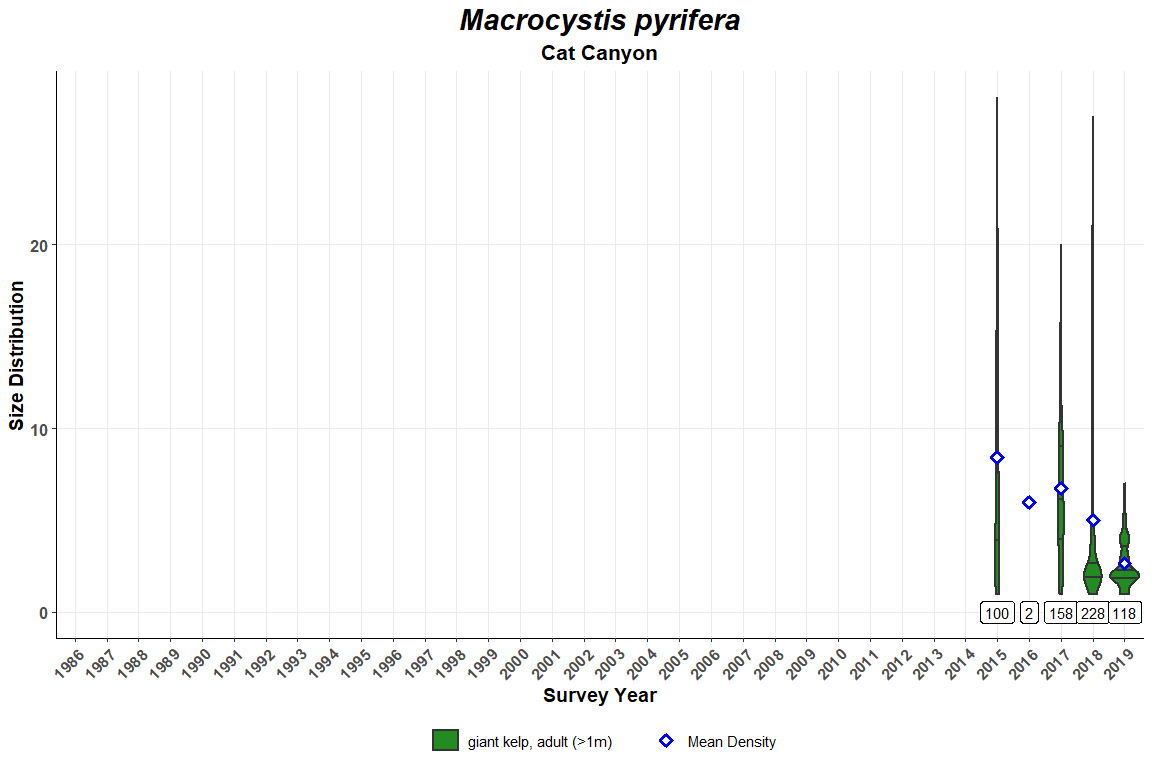 Macrocystis pyrifera
Cat Canyon
Size Distribution
20
10
0
100 2 158 228 118
1986 1987 1988 1989 1990 1991 1992 1993 1994 1995 1996 1997 1998 1999 2000 2001 2002 2003 2004 2005 2006 2007 2008 2009 2010 2011 2012 2013 2014 2015 2016 2017 2018 2019
Survey Year
giant kelp, adult (>1m) Mean Density